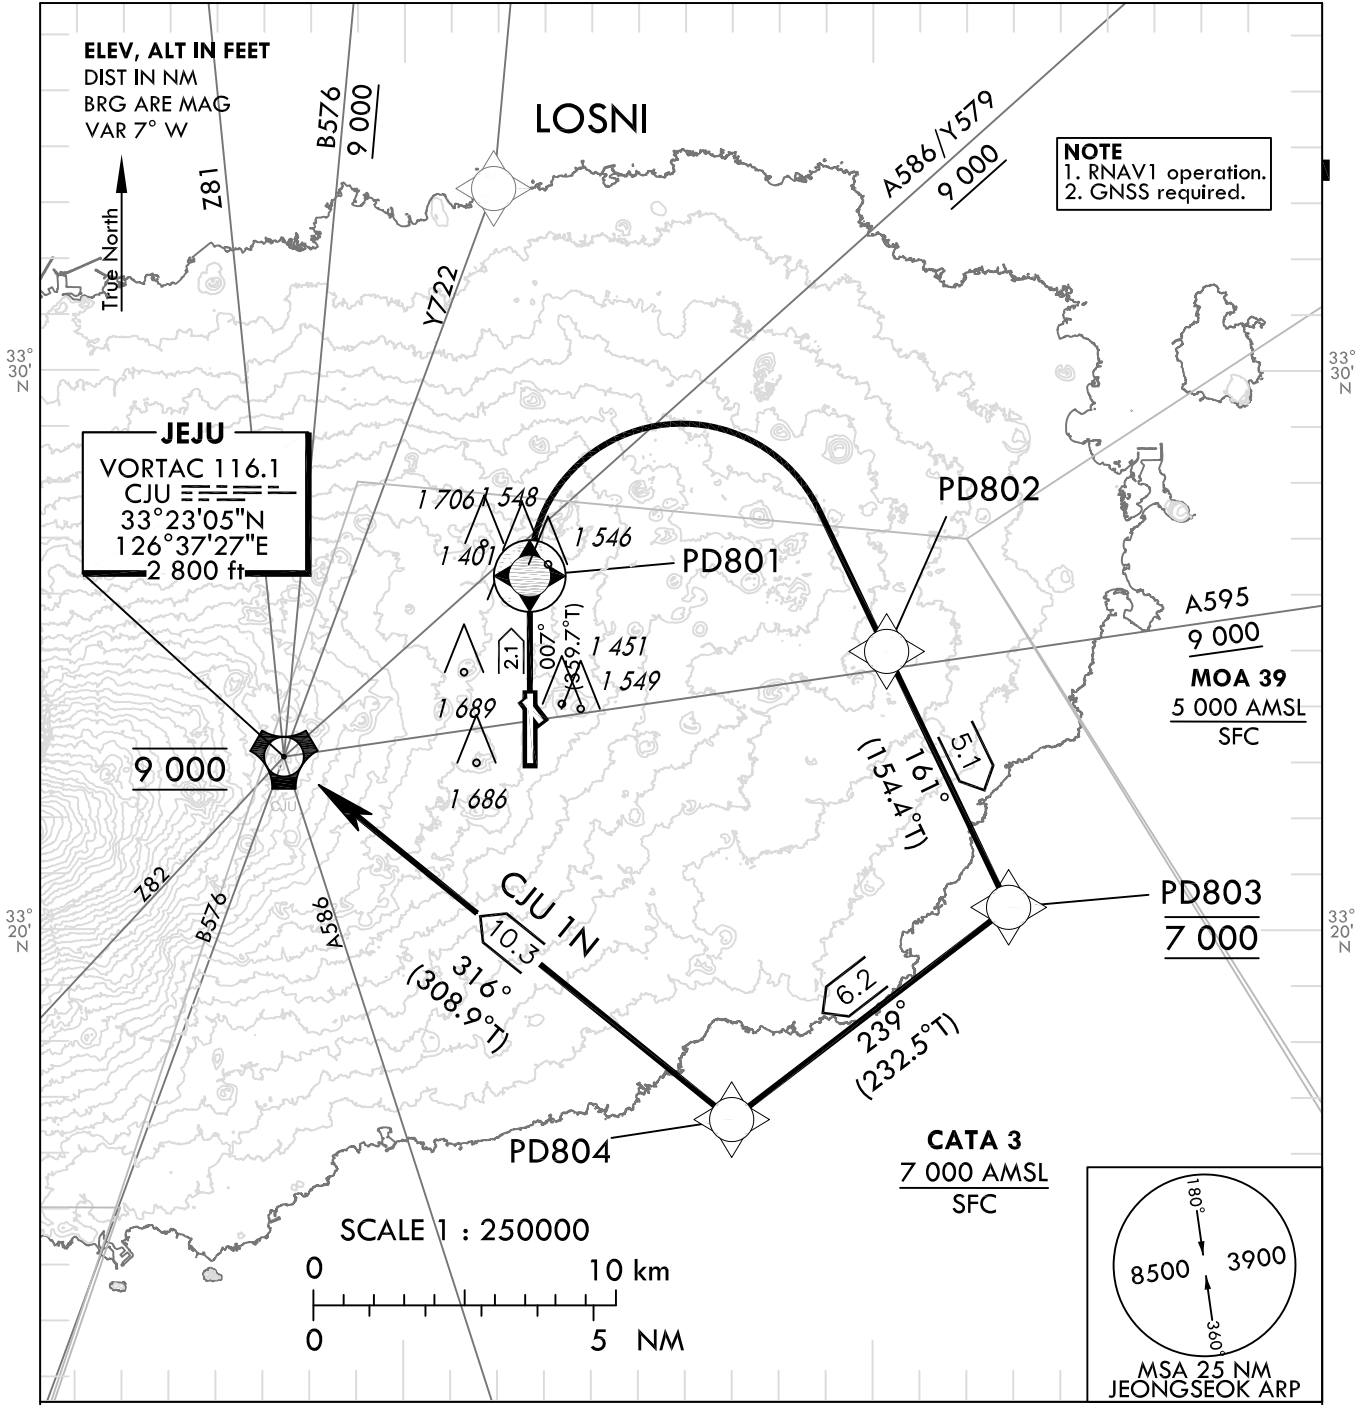 ELEV, ALT IN FEET
DIST IN NM
BRG ARE MAG
VAR 7° W
True North
Z81
B576
9 000
LOSNI
Y722
A586/Y579
9 000
NOTE
1. RNAV1 operation.
2. GNSS required.
33°
30'
N
33°
30'
N
JEJU
VORTAC 116.1
CJU
33°23'05"N
126°37'27"E
2 800 ft
1 706
1 548
1 546
1 401
PD801
PD802
2.1
007°
(359.7°T)
1 451
1 549
1 689
1 686
A595
9 000
MOA 39
5 000 AMSL
SFC
9 000
CJU
5.1
161°
(154.4°T)
Z82
B576
A586
CJU 1N
10.3
316°
(308.9°T)
PD803
7 000
33°
20'
N
33°
20'
N
6.2
239°
(232.5°T)
PD804
CATA 3
7 000 AMSL
SFC
SCALE 1 : 250000
0 10 km
0 5 NM
180°
8500 3900
360°
MSA 25 NM
JEONGSEOK ARP